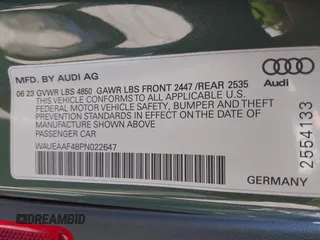 MFD BY AUDI AG
06 23 GVWR LBS 4850 GAWR LBS FRONT 2447 /REAR 2535
THIS VEHICLE CONFORMS TO ALL APPLICABLE U.S.
FEDERAL MOTOR VEHICLE SAFETY, BUMPER AND THEFT
PREVENTION STANDARDS IN EFFECT ON THE DATE OF
MANUFACTURE SHOWN ABOVE.
PASSENGER CAR
WAUEAAF48PN022647
Audi
2554133
GERMANY
DREAMBID